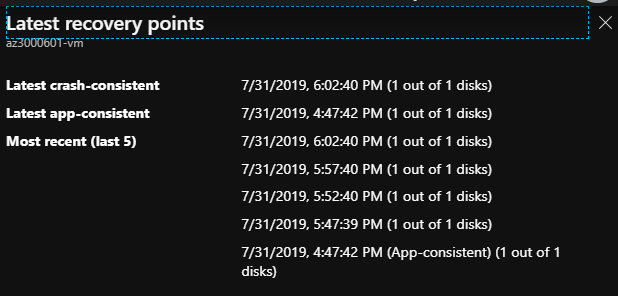 Latest recovery points
az3000601-vm
Latest crash-consistent 7/31/2019, 6:02:40 PM (1 out of 1 disks)
Latest app-consistent 7/31/2019, 4:47:42 PM (1 out of 1 disks)
Most recent (last 5) 7/31/2019, 6:02:40 PM (1 out of 1 disks)
7/31/2019, 5:57:40 PM (1 out of 1 disks)
7/31/2019, 5:52:40 PM (1 out of 1 disks)
7/31/2019, 5:47:39 PM (1 out of 1 disks)
7/31/2019, 4:47:42 PM (App-consistent) (1 out of 1
disks)